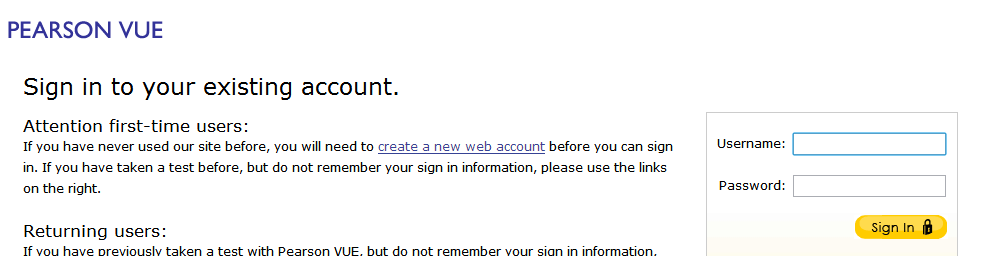 PEARSON VUE
Sign in to your existing account.
Attention first-time users:
If you have never used our site before, you will need to create a new web account before you can sign
in. If you have taken a test before, but do not remember your sign in information, please use the links
on the right.
Username:
Password:
Sign In
Returning users:
If you have previously taken a test with Pearson VUE, but do not remember your sign in information,